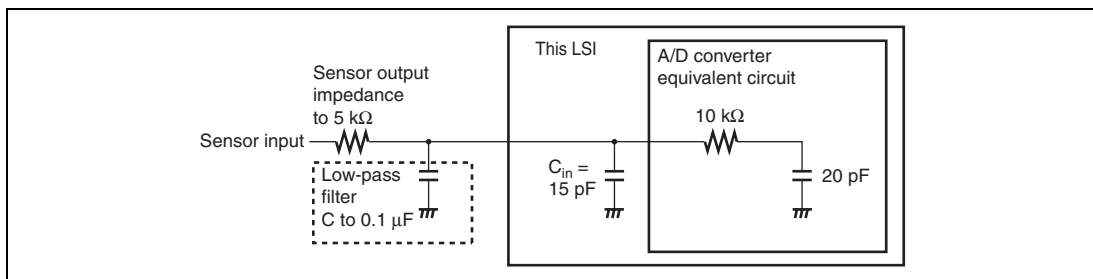 This LSI
A/D converter
equivalent circuit
Sensor output
impedance
to 5 kΩ
10 kΩ
Sensor input
Low-pass
filter
C to 0.1 μF
Cin =
15 pF
20 pF